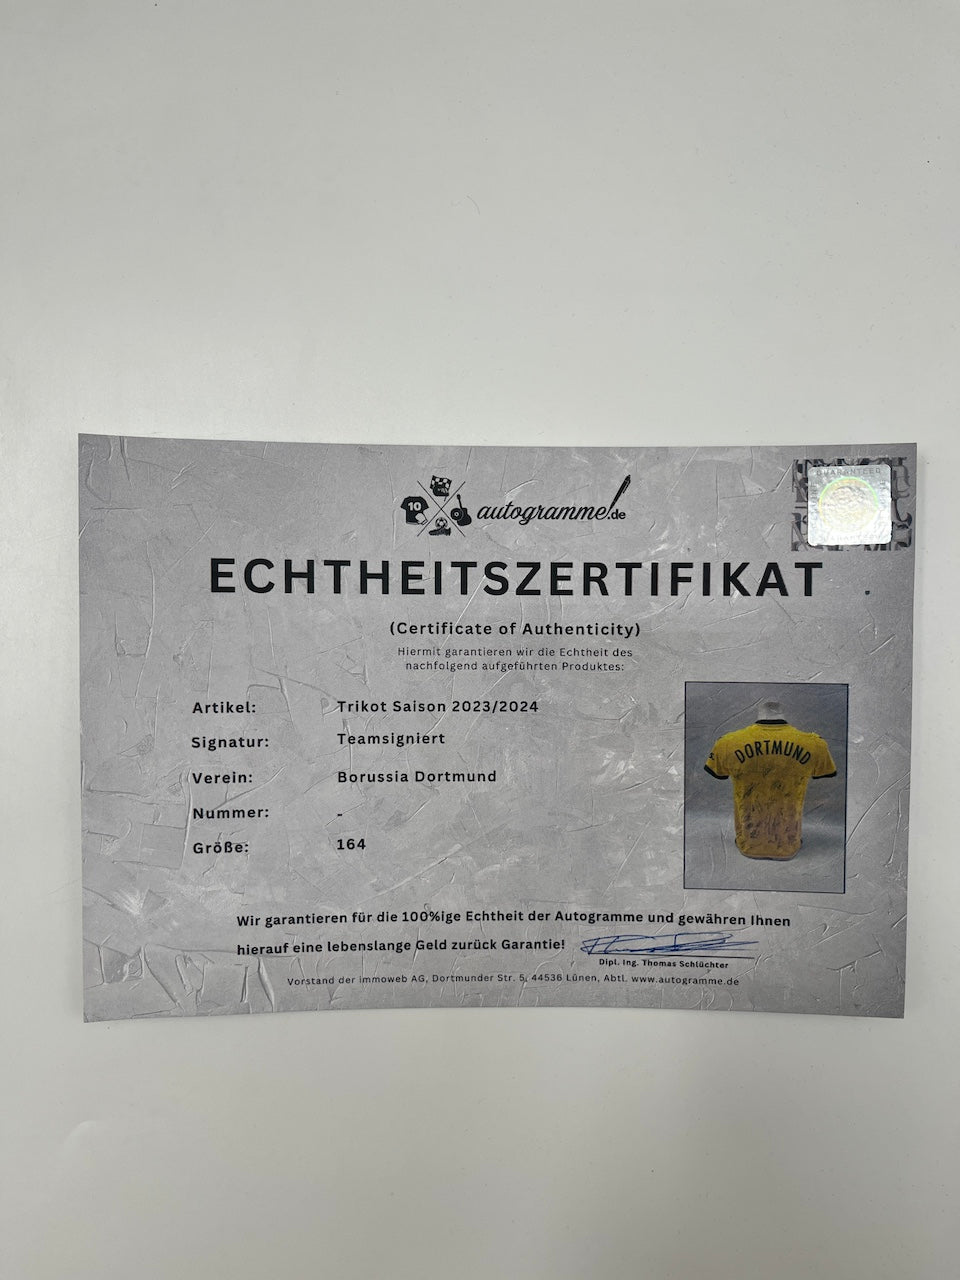 GUARANTEED
10
autogramme.de
ECHTHEITSZERTIFIKAT
(Certificate of Authenticity)
Hiermit garantieren wir die Echtheit des
nachfolgend aufgeführten Produktes:
Artikel: Trikot Saison 2023/2024
Signatur: Teamsigniert
Verein: Borussia Dortmund
Nummer: -
Größe: 164
DORTMUND
Wir garantieren für die 100%ige Echtheit der Autogramme und gewähren Ihnen
hierauf eine lebenslange Geld zurück Garantie!
Dipl. Ing. Thomas Schlüchter
Vorstand der immoweb AG, Dortmunder Str. 5, 44536 Lünen, Abtl. www.autogramme.de